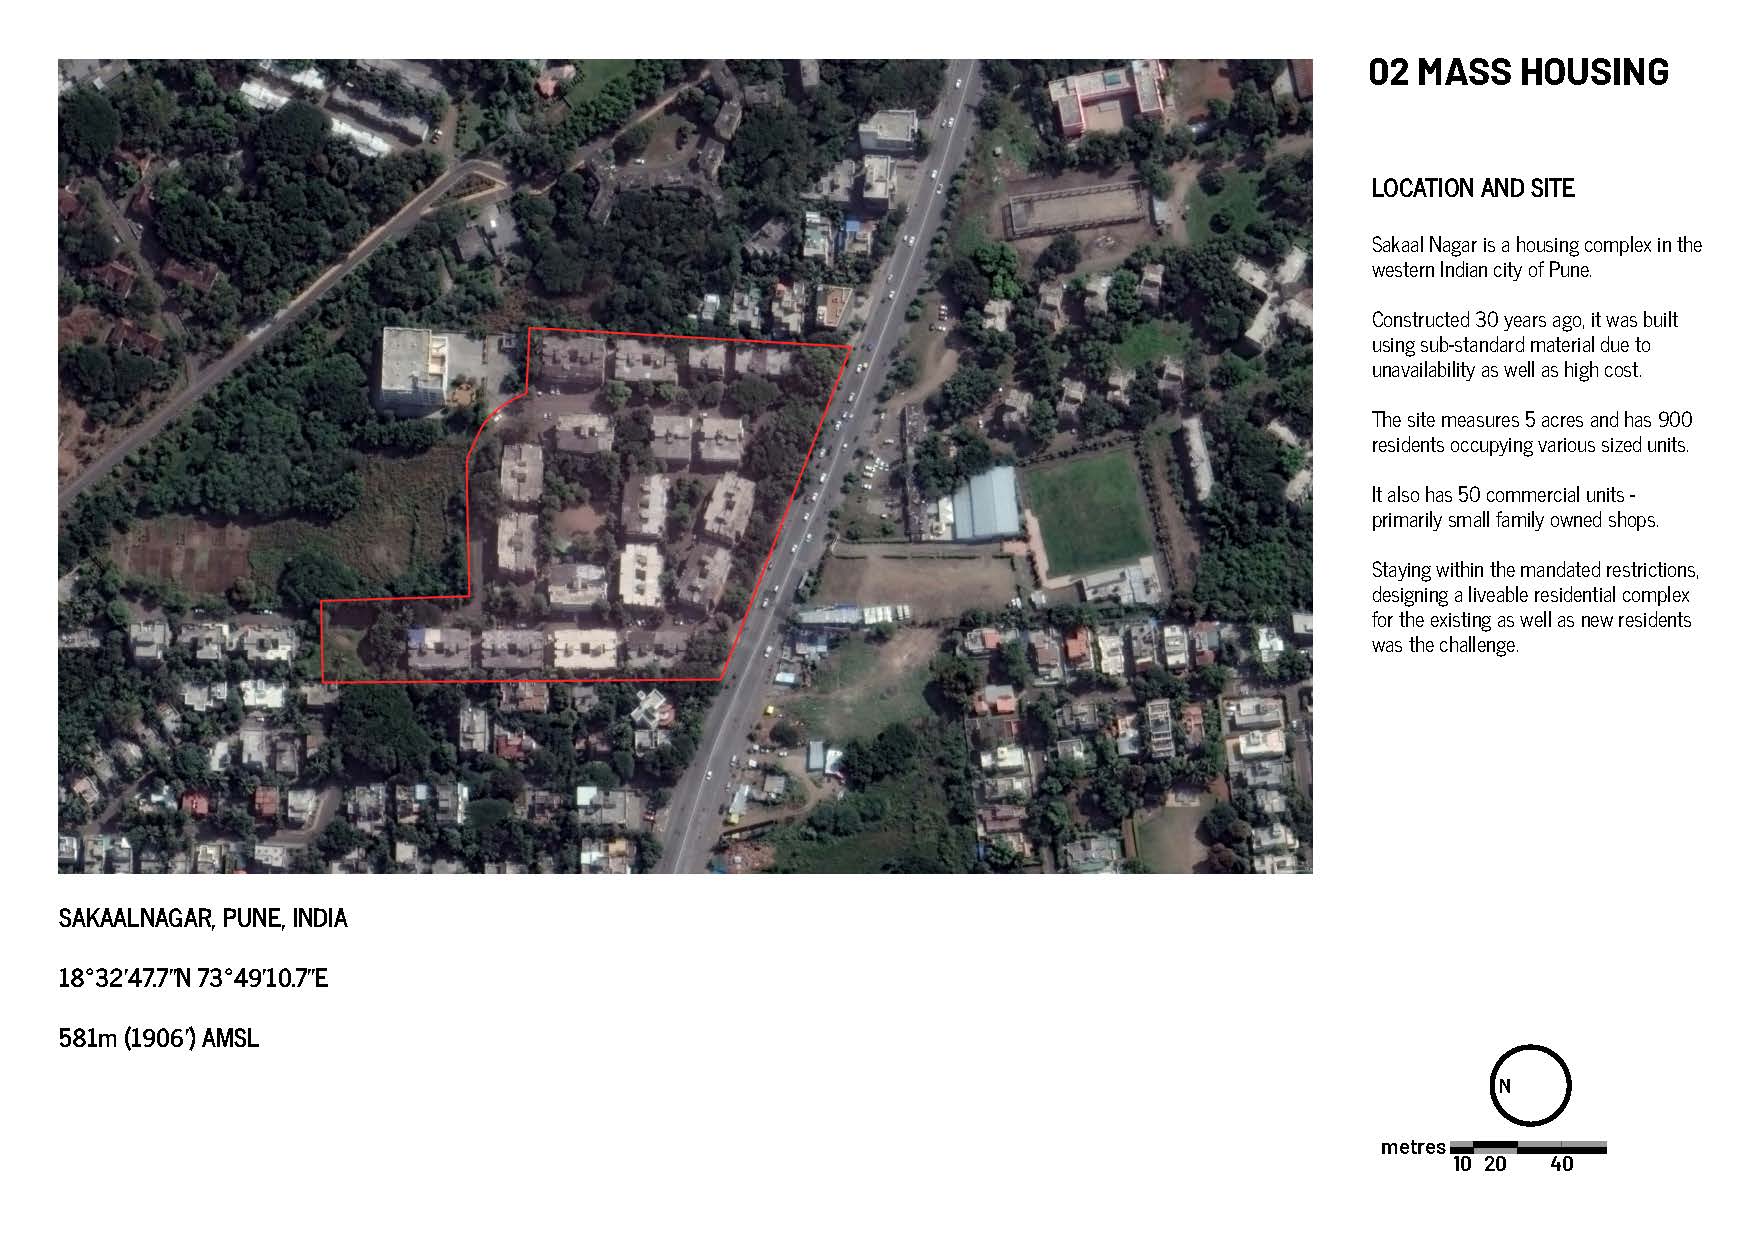 02 MASS HOUSING
LOCATION AND SITE
Sakaal Nagar is a housing complex in the
western Indian city of Pune.
Constructed 30 years ago, it was built
using sub-standard material due to
unavailability as well as high cost.
The site measures 5 acres and has 900
residents occupying various sized units.
It also has 50 commercial units -
primarily small family owned shops.
Staying within the mandated restrictions,
designing a liveable residential complex
for the existing as well as new residents
was the challenge.
SAKAALNAGAR, PUNE, INDIA
18°32'47.7"N 73°49'10.7"E
581m (1906') AMSL
N
metres
10 20 40